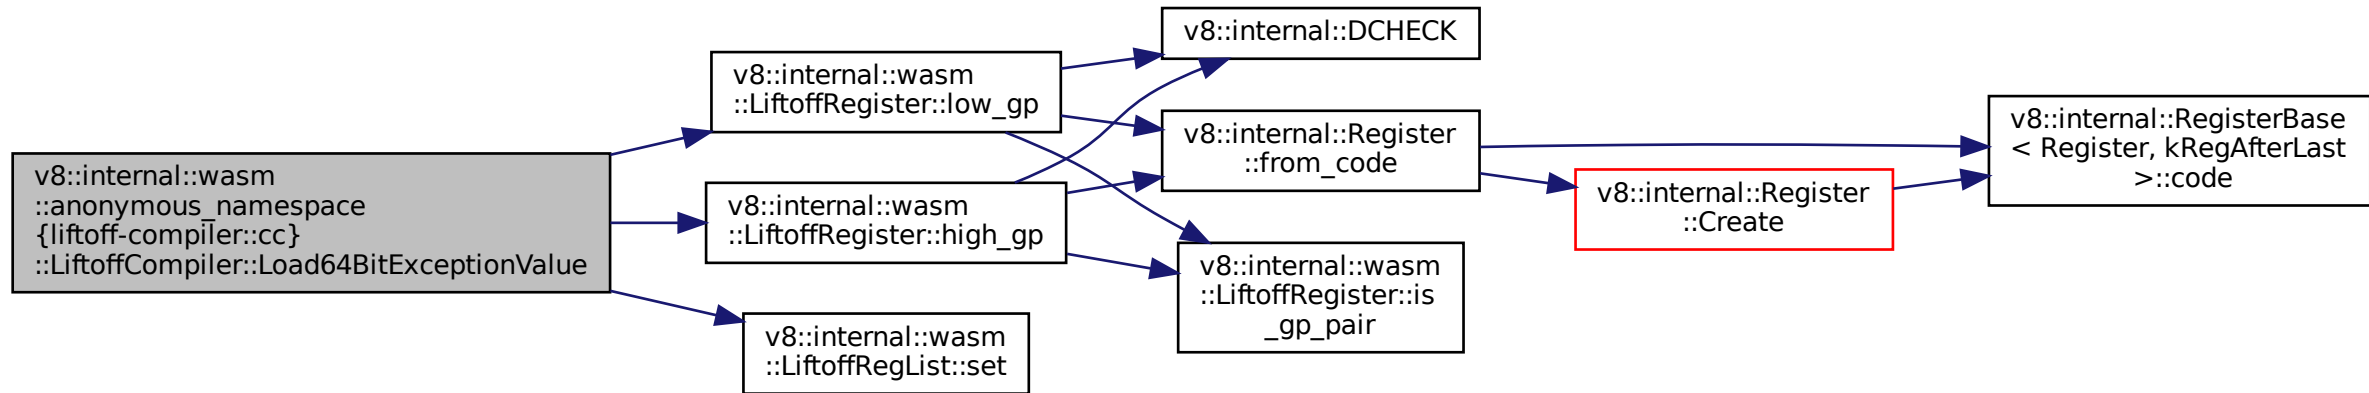 v8::internal::wasm
::anonymous_namespace
{liftoff-compiler::cc}
::LiftoffCompiler::Load64BitExceptionValue
v8::internal::wasm
::LiftoffRegister::low_gp
v8::internal::wasm
::LiftoffRegister::high_gp
v8::internal::wasm
::LiftoffRegList::set
v8::internal::DCHECK
v8::internal::Register
::from_code
v8::internal::wasm
::LiftoffRegister::is
_gp_pair
v8::internal::Register
::Create
v8::internal::RegisterBase
< Register, kRegAfterLast
>::code